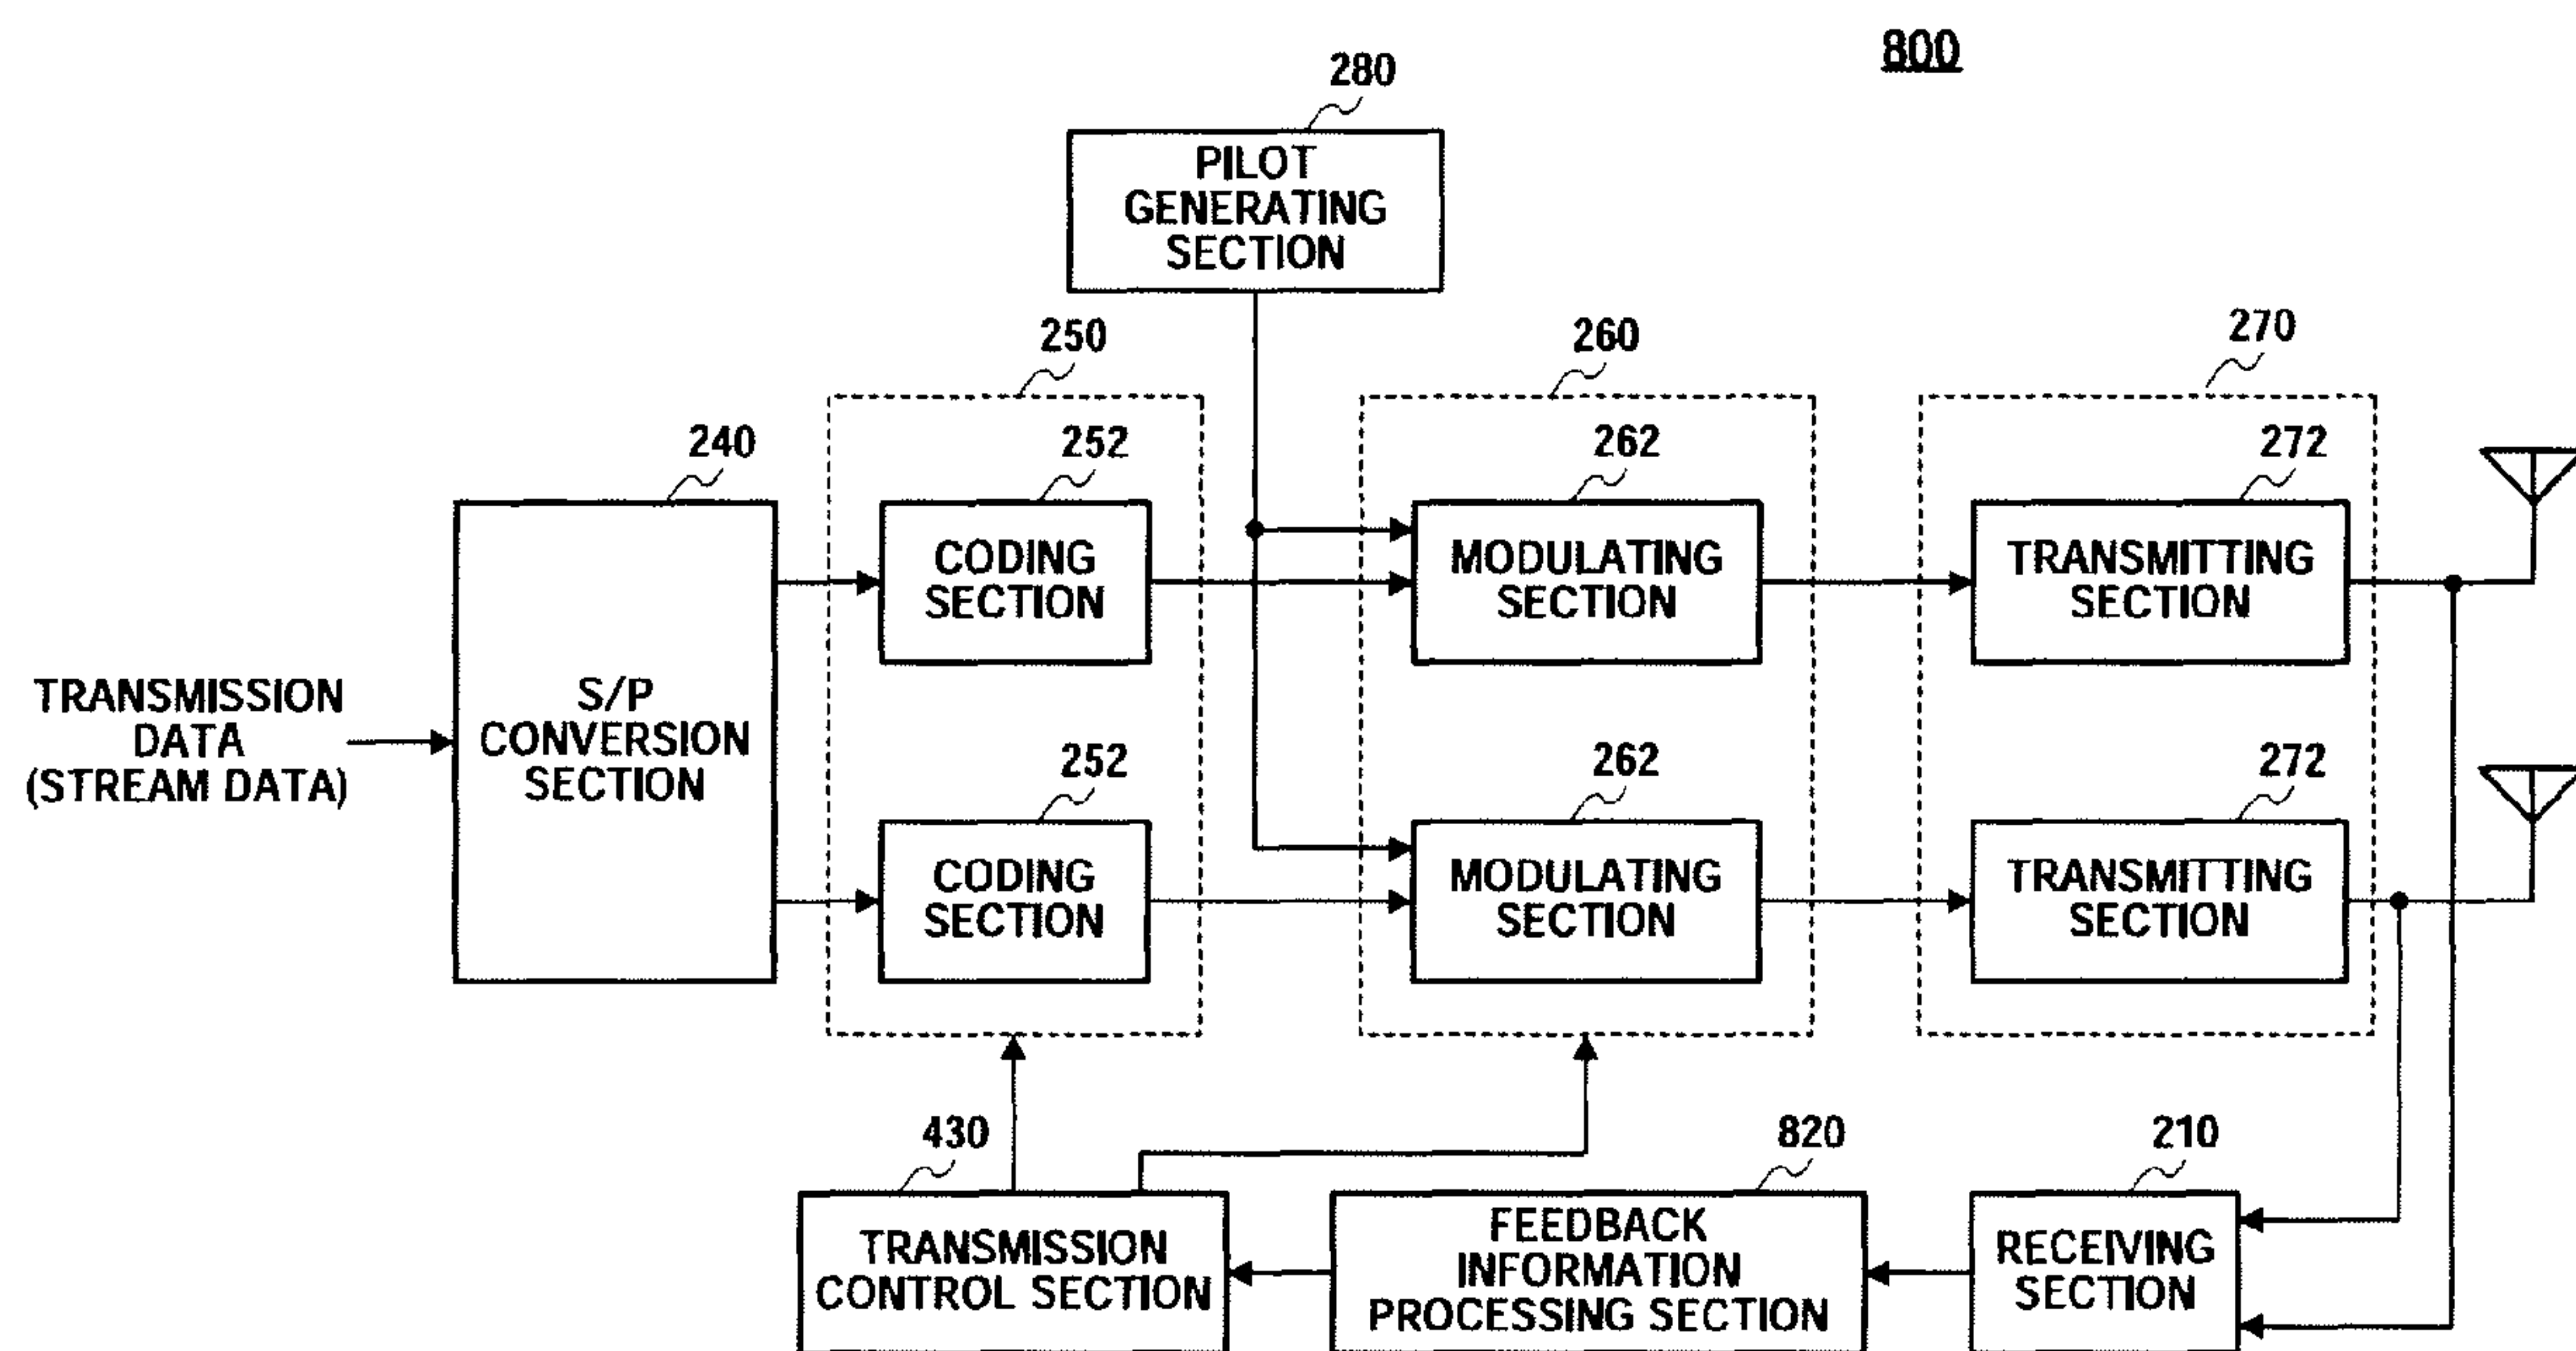 800
280
PILOT
GENERATING
SECTION
250
260
270
240
252
262
272
CODING
SECTION
MODULATING
SECTION
TRANSMITTING
SECTION
TRANSMISSION
DATA
(STREAM DATA)
S/P
CONVERSION
SECTION
252
262
272
CODING
SECTION
MODULATING
SECTION
TRANSMITTING
SECTION
430
820
210
TRANSMISSION
CONTROL SECTION
FEEDBACK
INFORMATION
PROCESSING SECTION
RECEIVING
SECTION